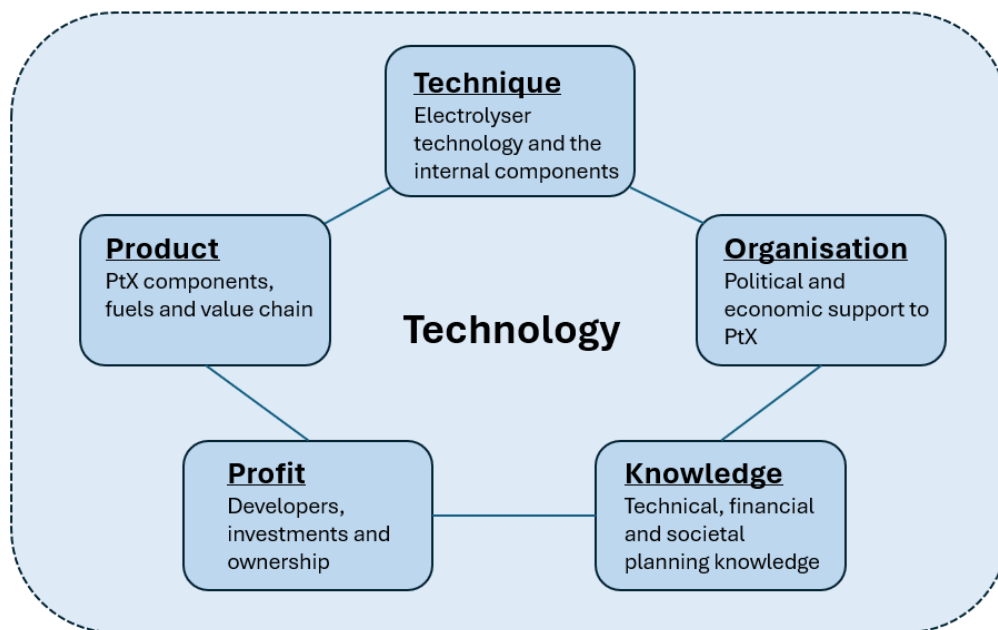 Technique
Electrolyser
technology and the
internal components
Product
PtX components,
fuels and value chain
Organisation
Political and
economic support to
PtX
Technology
Profit
Developers,
investments and
ownership
Knowledge
Technical, financial
and societal
planning knowledge